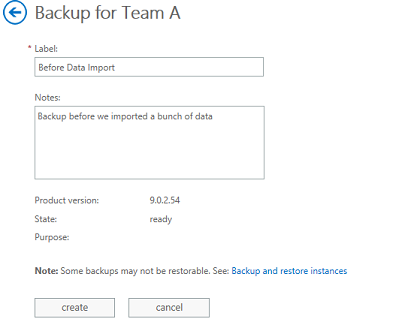 Backup for Team A
* Label:
Before Data Import
Notes:
Backup before we imported a bunch of data
Product version: 9.0.2.54
State: ready
Purpose:
Note: Some backups may not be restorable. See: Backup and restore instances
create cancel